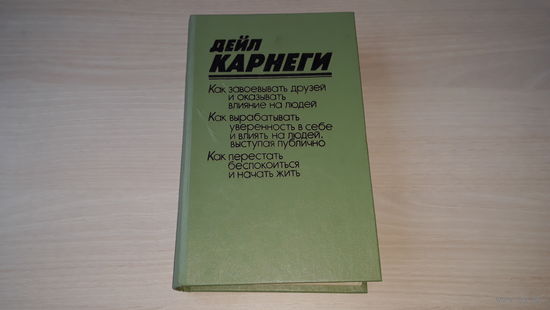 ДЕЙЛ
КАРНЕГИ
Как завоевывать друзей
и оказывать
влияние на людей
Как вырабатывать
уверенность в себе
и влиять на людей,
выступая публично
Как перестать
беспокоиться
и начать жить